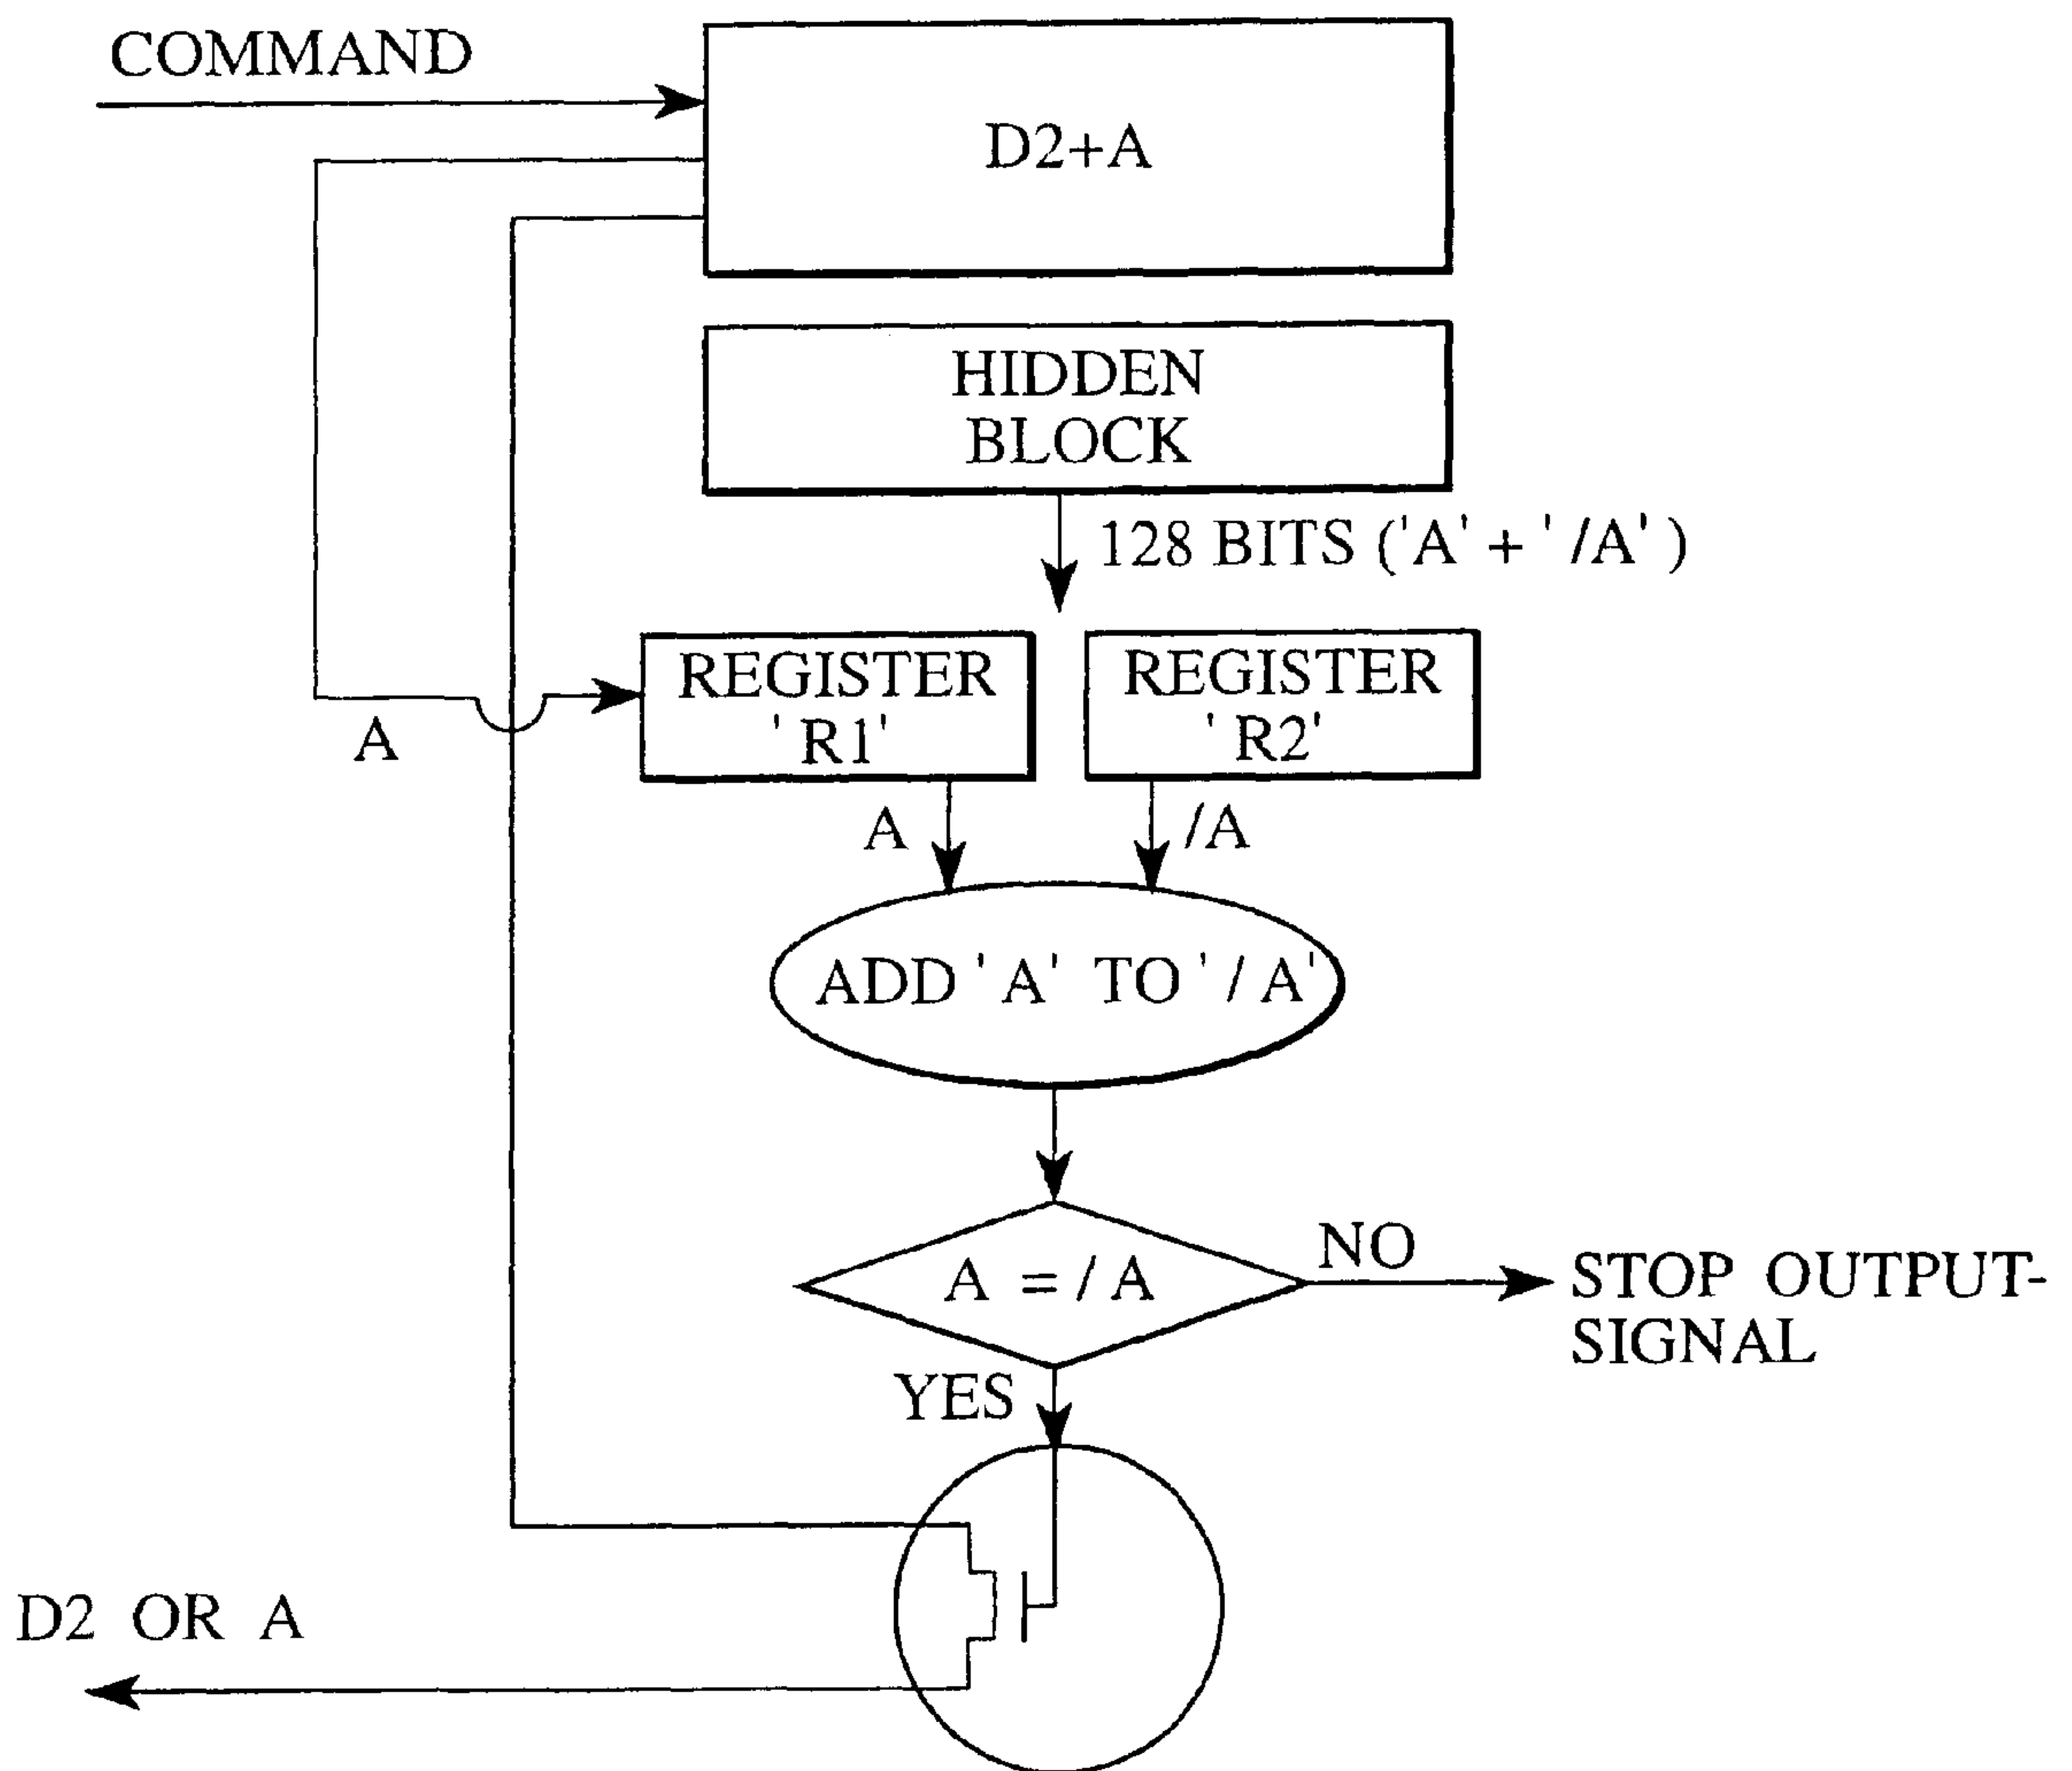 COMMAND
D2+A
HIDDEN
BLOCK
128 BITS ('A' + '/A')
REGISTER
'R1'
REGISTER
'R2'
A
A
/A
ADD 'A' TO '/A'
A =/A
NO
STOP OUTPUT-
SIGNAL
YES
D2 OR A